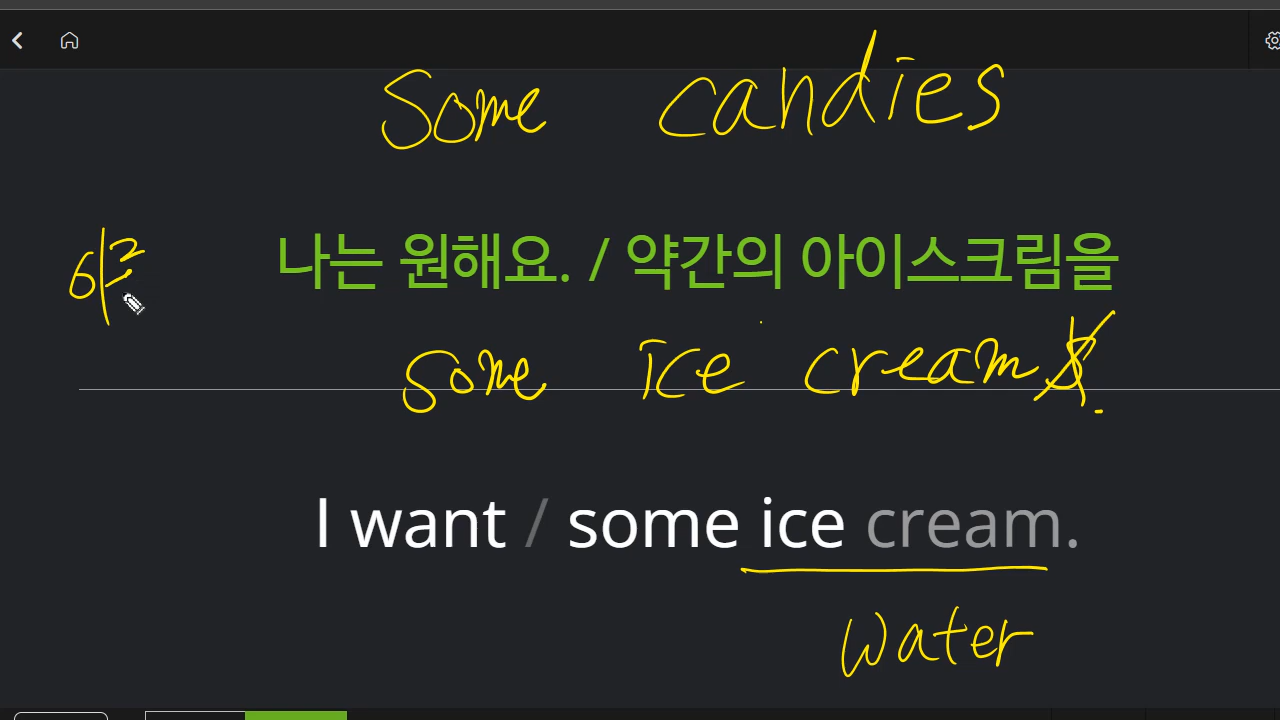 some candies
나는 원해요. / 약간의 아이스크림을
some ice creams.
I want / some ice cream.
water